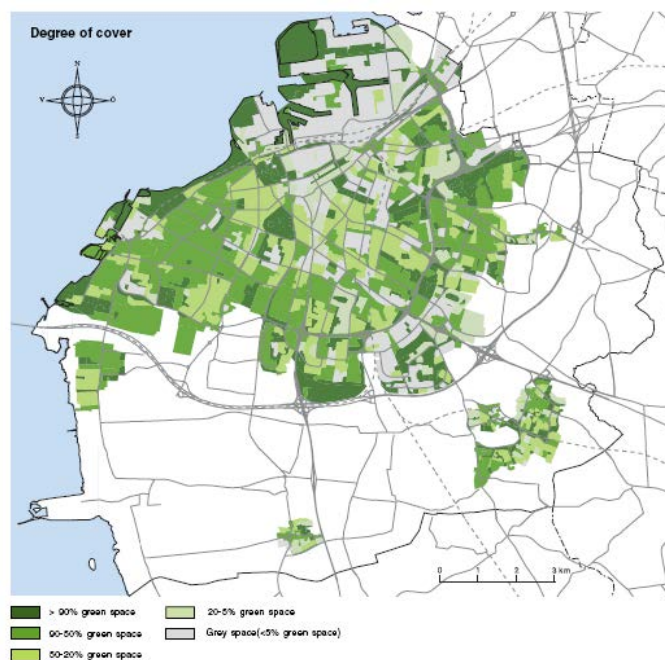 Degree of cover
N
V O
S
0 1 2 3 km
> 90% green space
90-50% green space
50-20% green space
20-5% green space
Grey space(<5% green space)